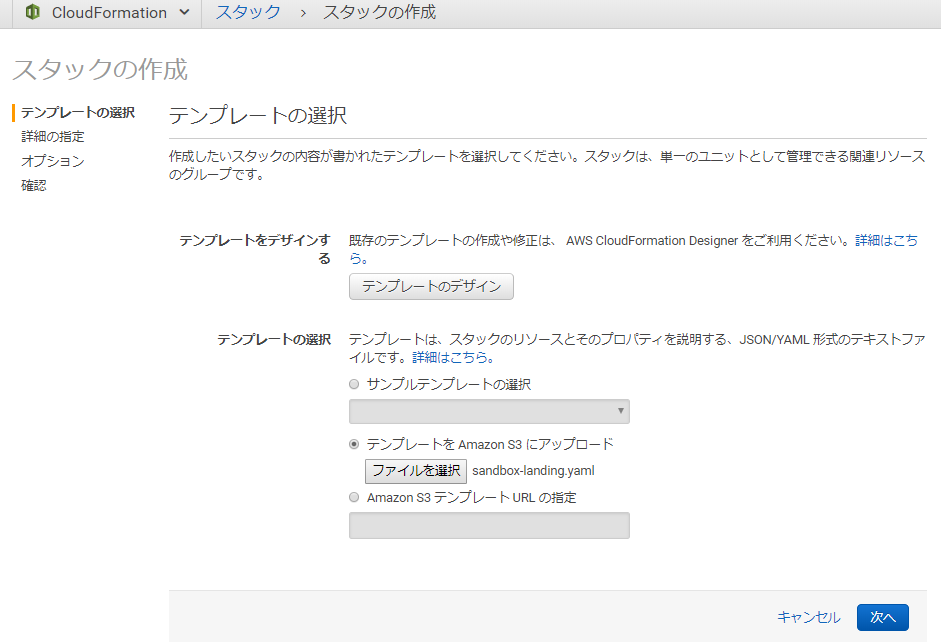 CloudFormation スタック › スタックの作成
スタックの作成
テンプレートの選択
詳細の指定
オプション
確認
テンプレートの選択
作成したいスタックの内容が書かれたテンプレートを選択してください。スタックは、単一のユニットとして管理できる関連リソース
のグループです。
テンプレートをデザインす
る
既存のテンプレートの作成や修正は、 AWS CloudFormation Designer をご利用ください。詳細はこち
ら。
テンプレートのデザイン
テンプレートの選択
テンプレートは、スタックのリソースとそのプロパティを説明する、JSON/YAML 形式のテキストファ
イルです。詳細はこちら。
サンプルテンプレートの選択
テンプレートを Amazon S3 にアップロード
ファイルを選択 sandbox-landing.yaml
Amazon S3 テンプレート URL の指定
キャンセル 次へ